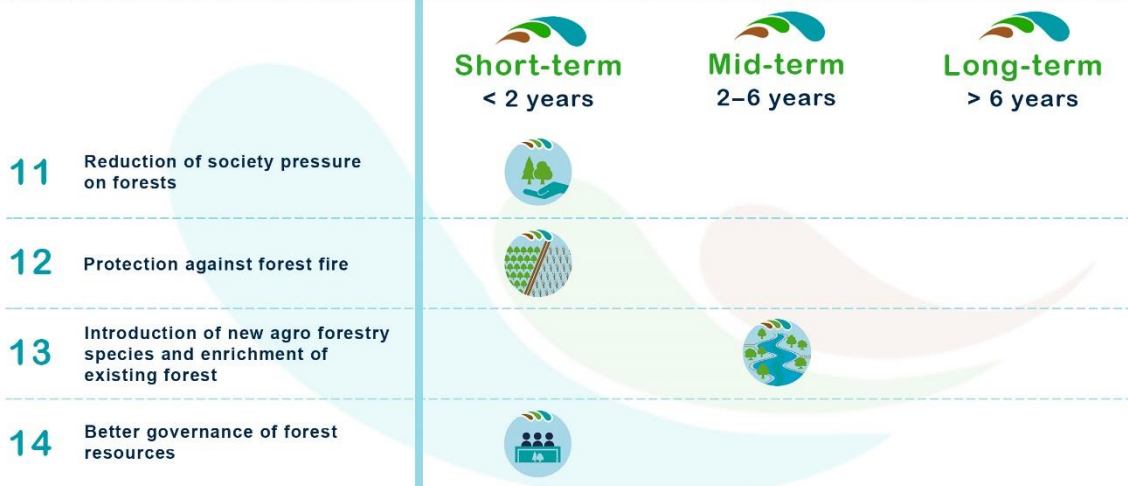 Short-term
< 2 years
Mid-term
2–6 years
Long-term
> 6 years
11
Reduction of society pressure
on forests
12
Protection against forest fire
13
Introduction of new agro forestry
species and enrichment of
existing forest
14
Better governance of forest
resources